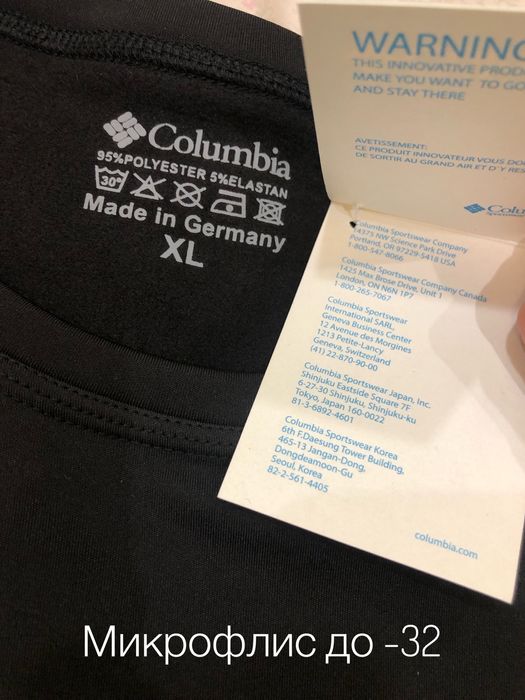 Columbia
95%POLYESTER 5%ELASTAN
30°
Made in Germany
XL
WARNING
THIS INNOVATIVE PROD
MAKE YOU WANT TO GO
AND STAY THERE
AVETISSEMENT:
CE PRODUIT INNOVATEUR VOUS DO
DE SORTIR AU GRAND AIR ET D'Y RES
Colu
Columbia Sportswear Company
14375 NW Science Park Drive
Portland, OR 97229-5418 USA
1-800-547-8066
Columbia Sportswear Company Canada
1425 Max Brose Drive, Unit 1
London, ON N6N 1P7
1-800-265-7067
Columbia Sportswear
International SARL,
Geneva Business Center
12 Avenue des Morgines
1213 Petite-Lancy
Geneva, Switzerland
(41) 22-870-90-00
Columbia Sportswear Japan, Inc.
Shinjuku Eastside Square 7F
6-27-30 Shinjuku, Shinjuku-ku
Tokyo, Japan 160-0022
81-3-6892-4601
Columbia Sportswear Korea
6th F.Daesung Tower Building,
465-13 Jangan-Dong,
Dongdeamoon-Gu
Seoul, Korea
82-2-561-4405
columbia.com
Микрофлис до -32